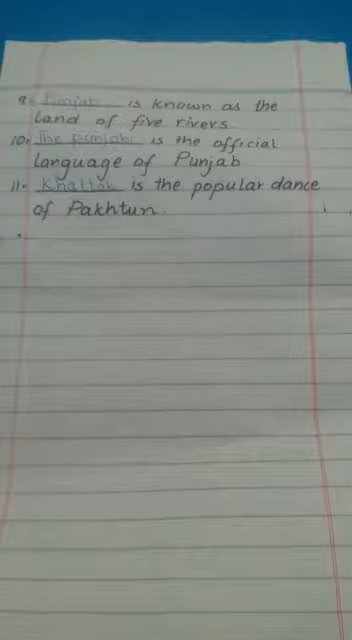 9. Punjab is known as the
land of five rivers
10. The punjabi is the official
language of Punjab
11. Khattak is the popular dance
of Pakhtun.